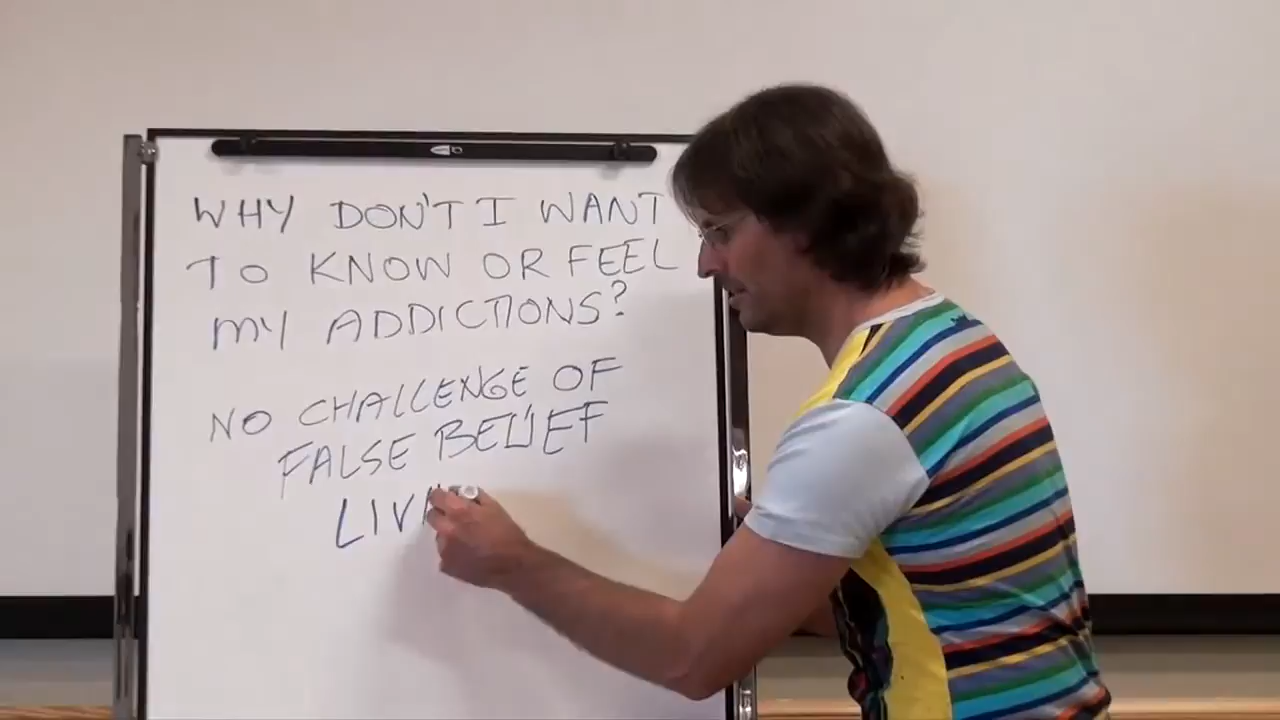 WHY DON'T I WANT
TO KNOW OR FEEL
MY ADDICTIONS?
NO CHALLENGE OF
FALSE BELIEF